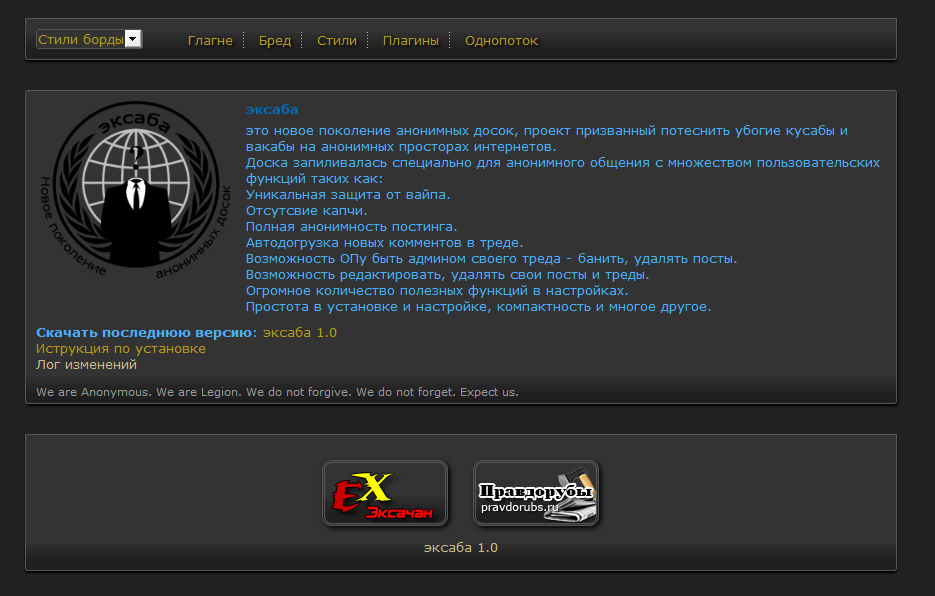 Стили борды
Глагне
Бред
Стили
Плагины
Однопоток
эксаба
Новое поколение
анонимных досок
эксаба
это новое поколение анонимных досок, проект призванный потеснить убогие кусабы и
вакабы на анонимных просторах интернетов.
Доска запиливалась специально для анонимного общения с множеством пользовательских
функций таких как:
Уникальная защита от вайпа.
Отсутсвие капчи.
Полная анонимность постинга.
Автодогрузка новых комментов в треде.
Возможность ОПу быть админом своего треда - банить, удалять посты.
Возможность редактировать, удалять свои посты и треды.
Огромное количество полезных функций в настройках.
Простота в установке и настройке, компактность и многое другое.
Скачать последнюю версию: эксаба 1.0
Иструкция по установке
Лог изменений
We are Anonymous. We are Legion. We do not forgive. We do not forget. Expect us.
EX
Эксачан
Правдорубы
pravdorubs.ru
эксаба 1.0